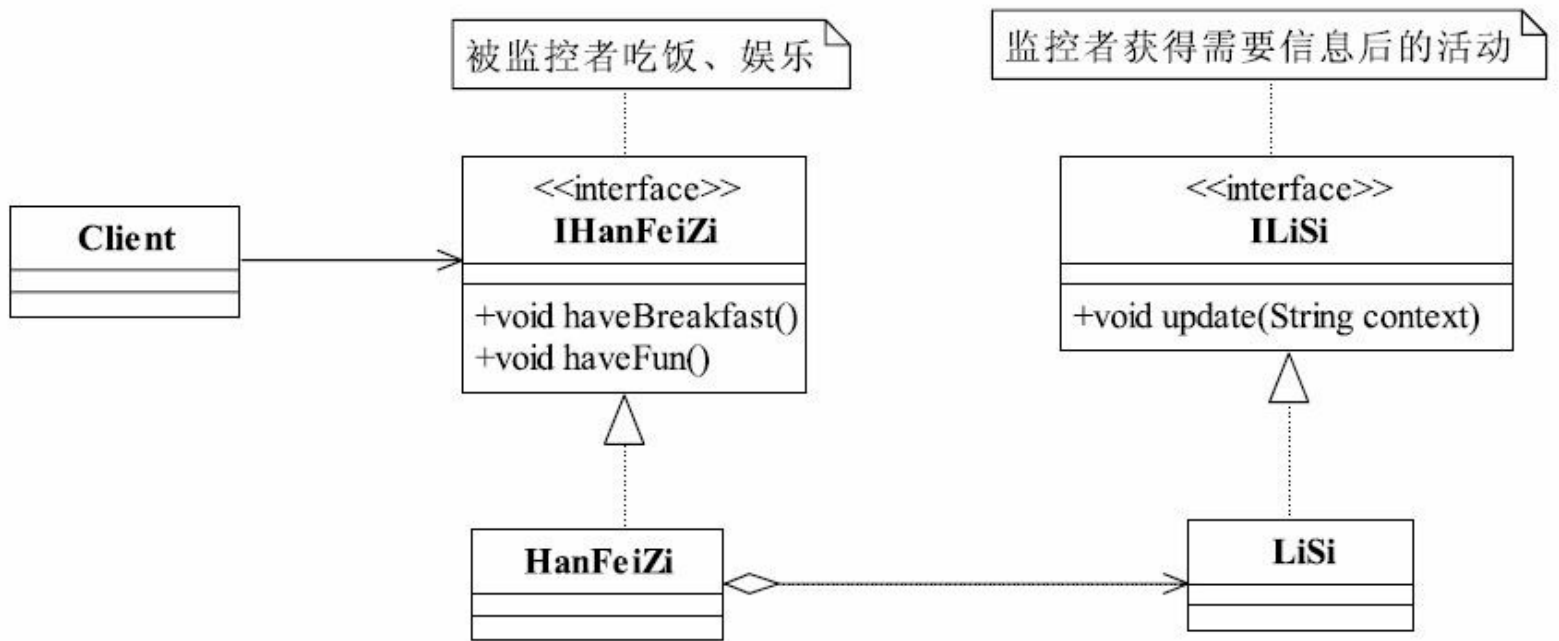 被监控者吃饭、娱乐
监控者获得需要信息后的活动
Client
<<interface>>
IHanFeiZi
+void haveBreakfast()
+void haveFun()
<<interface>>
ILiSi
+void update(String context)
HanFeiZi
LiSi